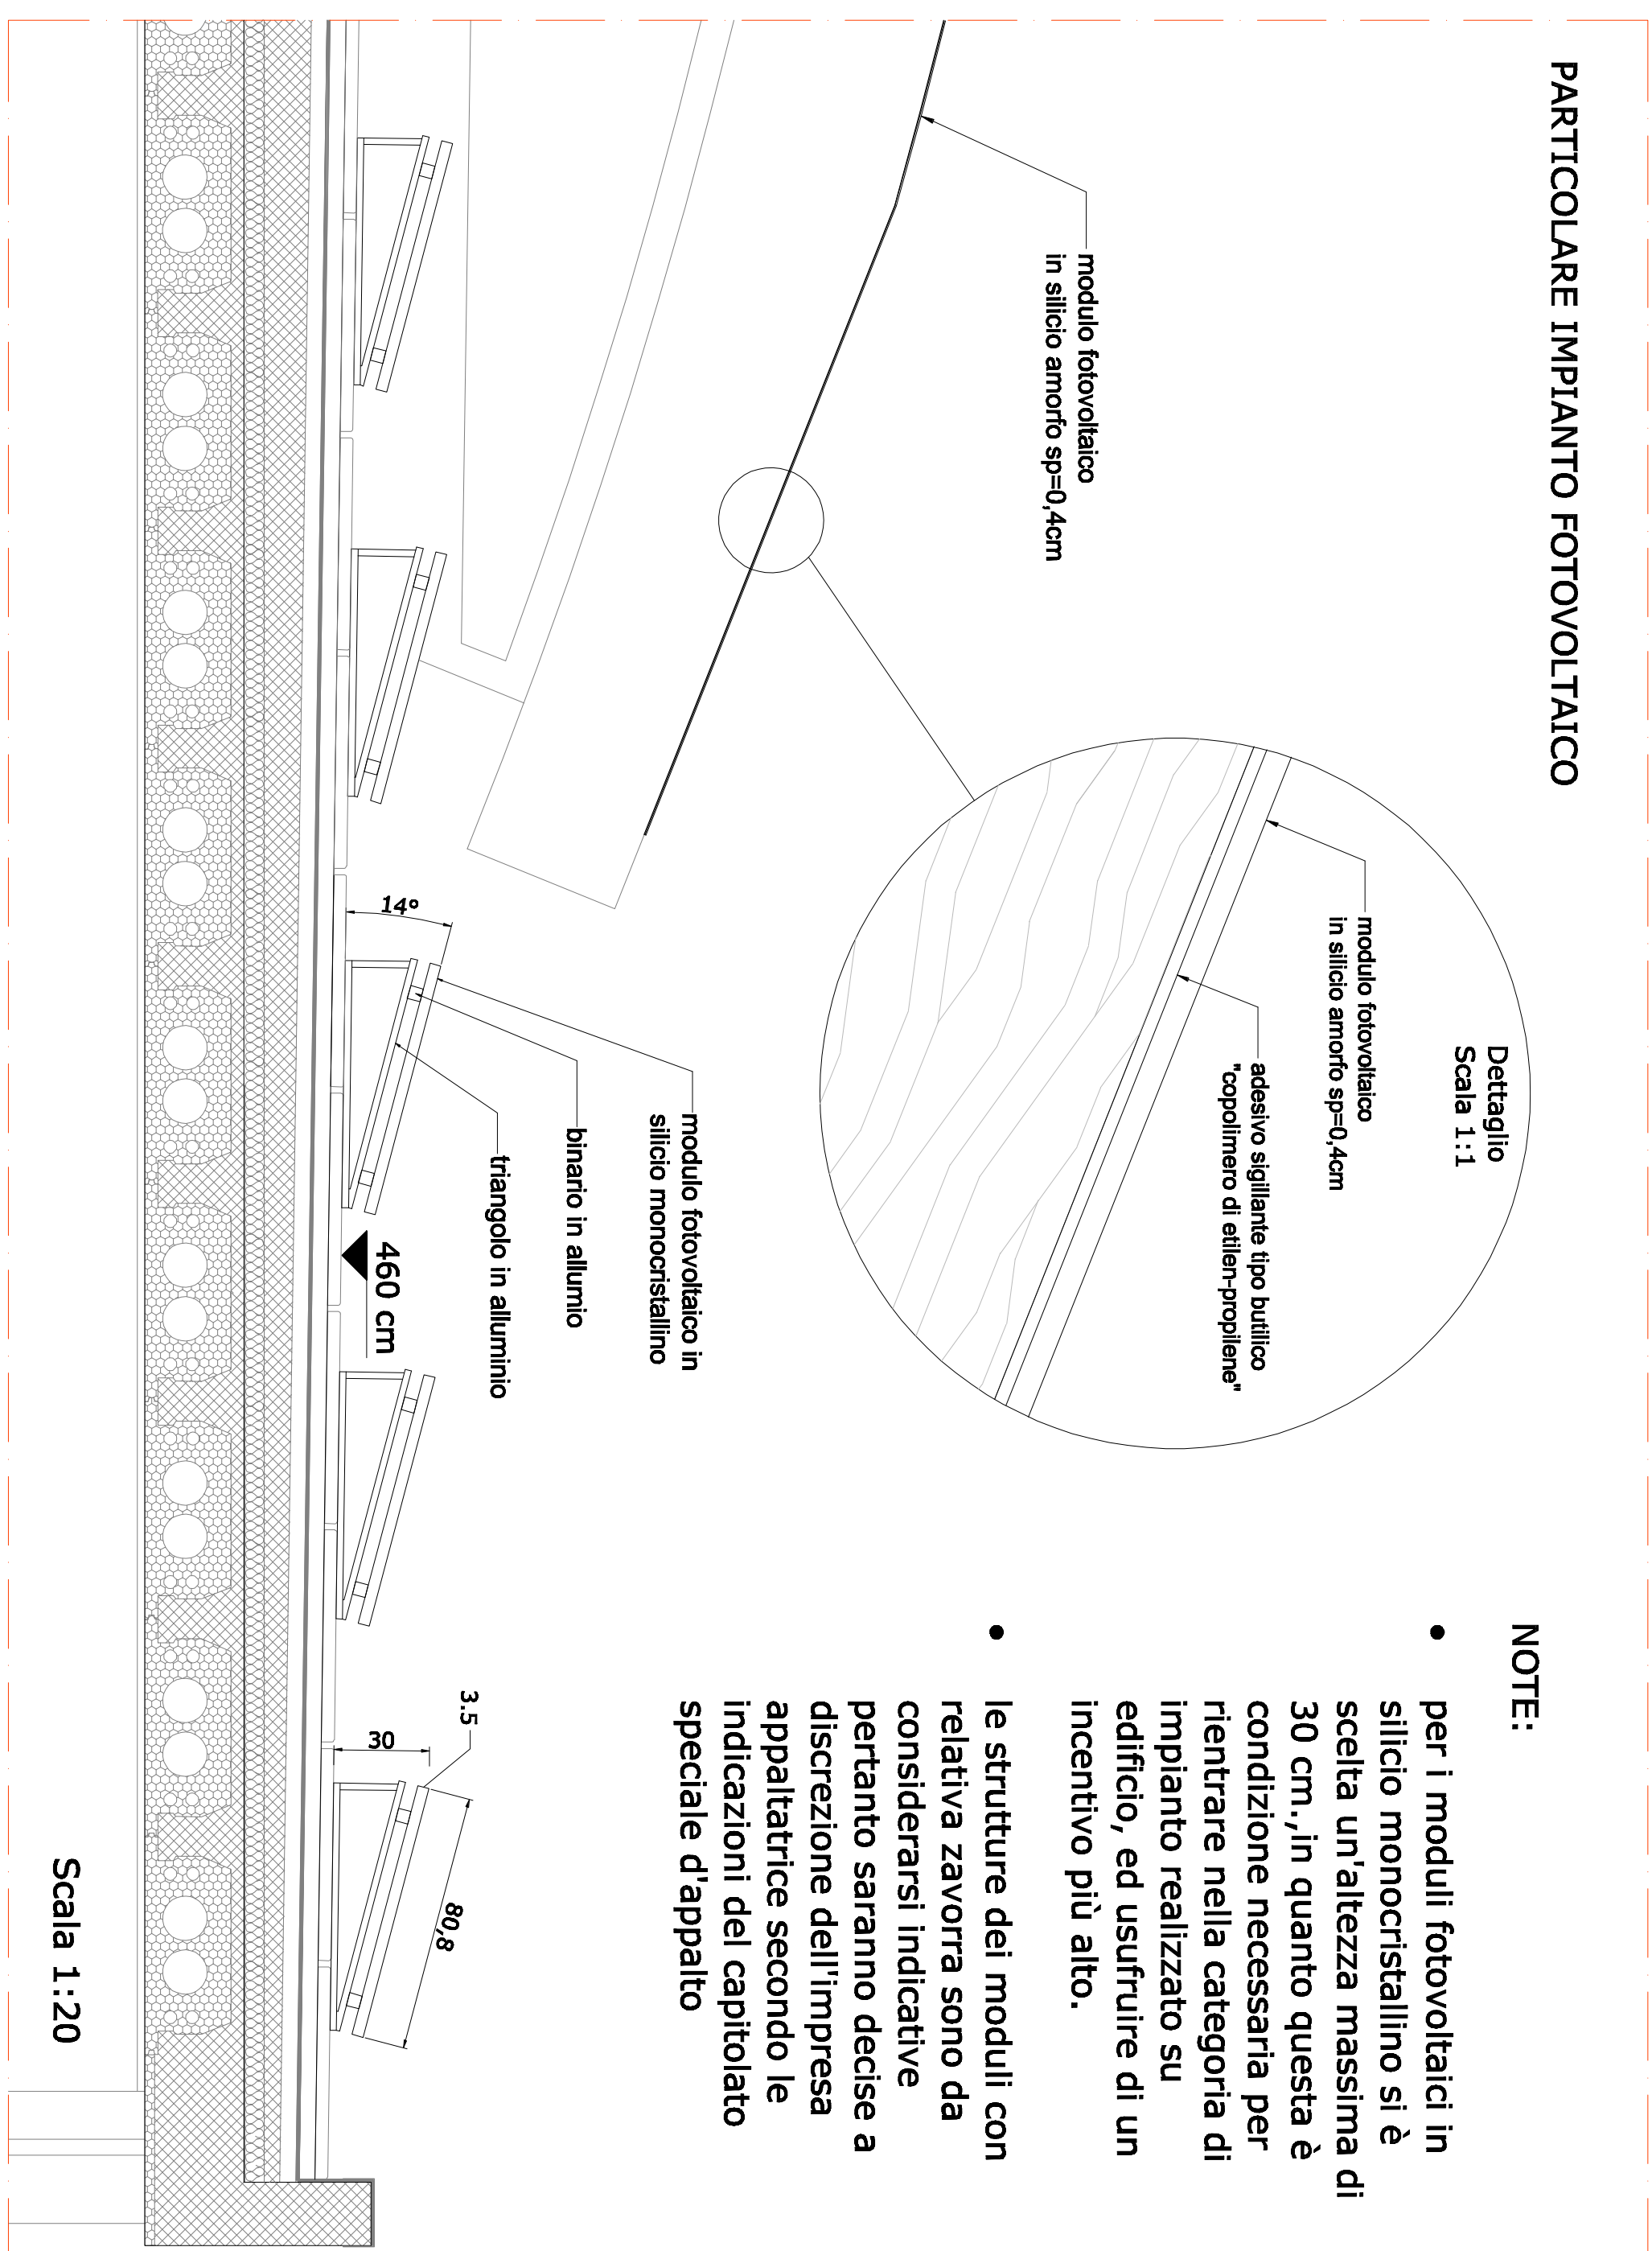 PARTICOLARE IMPIANTO FOTOVOLTAICO
modulo fotovoltaico
in silicio amorfo sp=0,4cm
Dettaglio
Scala 1:1
modulo fotovoltaico
in silicio amorfo sp=0,4cm
adesivo sigillante tipo butilico
"copolimero di etilen-propilene"
14°
modulo fotovoltaico in
silicio monocristallino
binario in allumio
triangolo in alluminio
460 cm
3.5
30
80,8
NOTE:
• per i moduli fotovoltaici in
silicio monocristallino si è
scelta un'altezza massima di
30 cm.,in quanto questa è
condizione necessaria per
rientrare nella categoria di
impianto realizzato su
edificio, ed usufruire di un
incentivo più alto.
• le strutture dei moduli con
relativa zavorra sono da
considerarsi indicative
pertanto saranno decise a
discrezione dell'impresa
appaltatrice secondo le
indicazioni del capitolato
speciale d'appalto
Scala 1:20